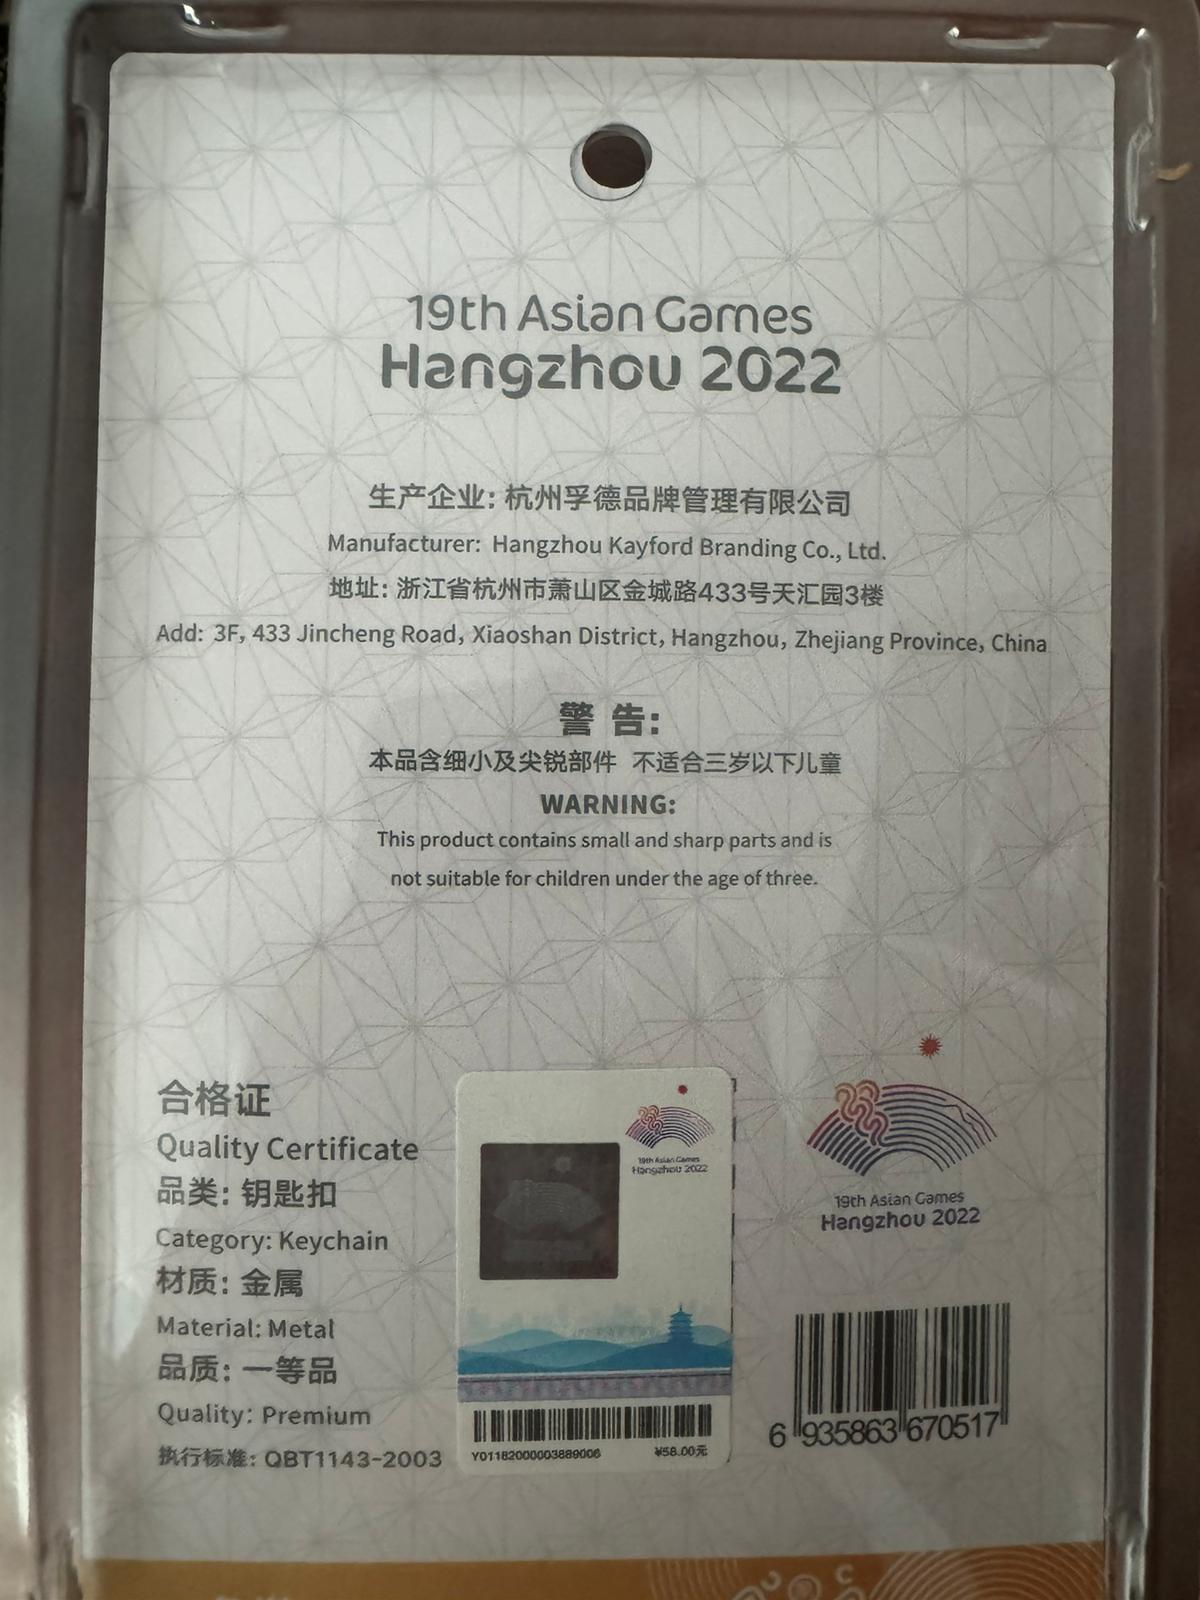 19th Asian Games
Hangzhou 2022
生产企业: 杭州孚德品牌管理有限公司
Manufacturer: Hangzhou Kayford Branding Co., Ltd.
地址: 浙江省杭州市萧山区金城路433号天汇园3楼
Add: 3F, 433 Jincheng Road, Xiaoshan District, Hangzhou, Zhejiang Province, China
警 告:
本品含细小及尖锐部件 不适合三岁以下儿童
WARNING:
This product contains small and sharp parts and is
not suitable for children under the age of three.
合格证
Quality Certificate
品类: 钥匙扣
Category: Keychain
材质: 金属
Material: Metal
品质: 一等品
Quality: Premium
执行标准: QBT1143-2003
19th Asian Games
Hangzhou 2022
Y01182000003889006 ¥58.00元
19th Asian Games
Hangzhou 2022
6 935863 670517